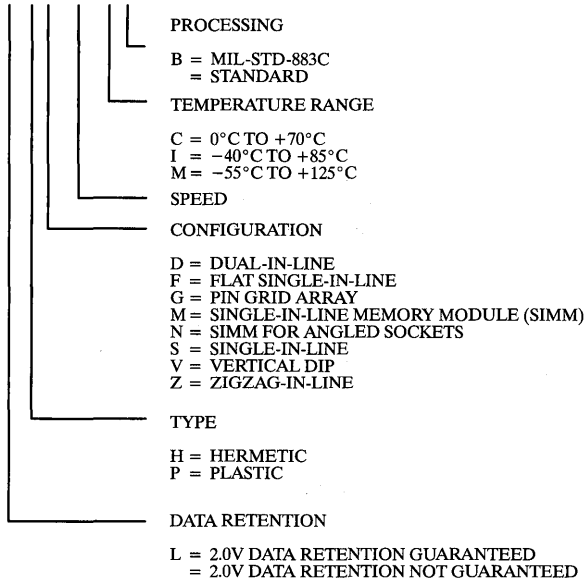 PROCESSING
B = MIL-STD-883C
= STANDARD
TEMPERATURE RANGE
C = 0°C TO +70°C
I = −40°C TO +85°C
M = −55°C TO +125°C
SPEED
CONFIGURATION
D = DUAL-IN-LINE
F = FLAT SINGLE-IN-LINE
G = PIN GRID ARRAY
M = SINGLE-IN-LINE MEMORY MODULE (SIMM)
N = SIMM FOR ANGLED SOCKETS
S = SINGLE-IN-LINE
V = VERTICAL DIP
Z = ZIGZAG-IN-LINE
TYPE
H = HERMETIC
P = PLASTIC
DATA RETENTION
L = 2.0V DATA RETENTION GUARANTEED
= 2.0V DATA RETENTION NOT GUARANTEED